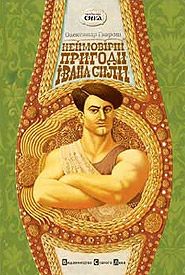 Олександр Гаврош
НЕЙМОВІРНІ
ПРИГОДИ
ІВАНА СИЛИ
Видавництво Старого Лева